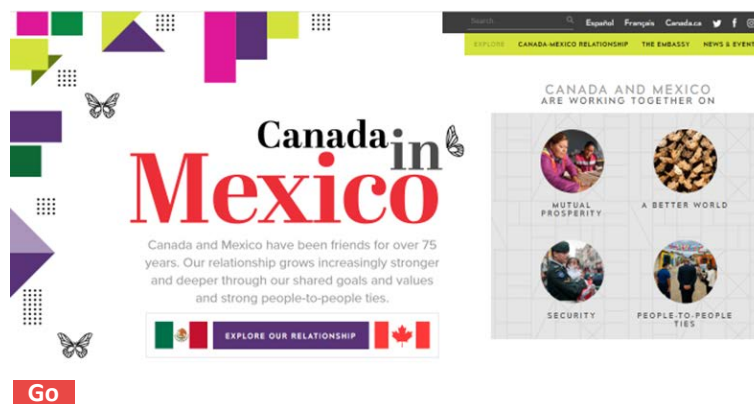 Search Español Français Canada.ca
EXPLORE CANADA-MEXICO RELATIONSHIP THE EMBASSY NEWS & EVENT
Canada in
Mexico
Canada and Mexico have been friends for over 75
years. Our relationship grows increasingly stronger
and deeper through our shared goals and values
and strong people-to-people ties.
EXPLORE OUR RELATIONSHIP
CANADA AND MEXICO
ARE WORKING TOGETHER ON
MUTUAL
PROSPERITY
A BETTER WORLD
SECURITY
PEOPLE-TO-PEOPLE
TIES
Go